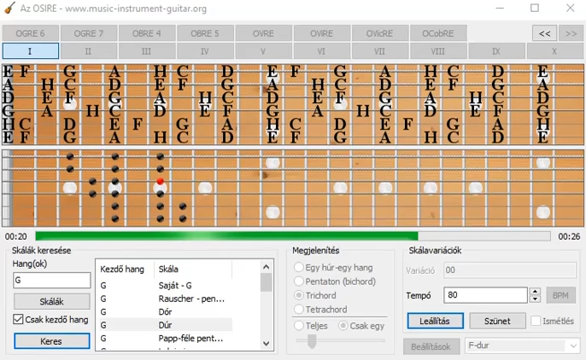 Az OSIRE - www.music-instrument-guitar.org
OGRE 6 OGRE 7 OBRE 4 OBRE 5 OVRE OVIRE OVIcRE OCobRE << >>
I II III IV V VI VII VIII IX X
E F G A H C D E F G A H C D E
H C D E F G A H C D E F G A H
G A H C D E F G A H C D E F G
D E F G A H C D E F G A H C D
A H C D E F G A H C D E F G A
E F G A H C D E F G A H C D E
00:20 00:26
Skálák keresése
Hang(ok)
G
Skálák
Csak kezdő hang
Keres
Kezdő hang Skála
G Saját - G
G Rauscher - pent...
G Dór
G Dúr
G Papp-féle pent...
Megjelenítés
Egy húr-egy hang
Pentaton (bichord)
Trichord
Tetrachord
Teljes Csak egy
Skálavariációk
Variáció 00
Tempó 80 BPM
Leállítás Szünet Ismétlés
Beállítások F-dur